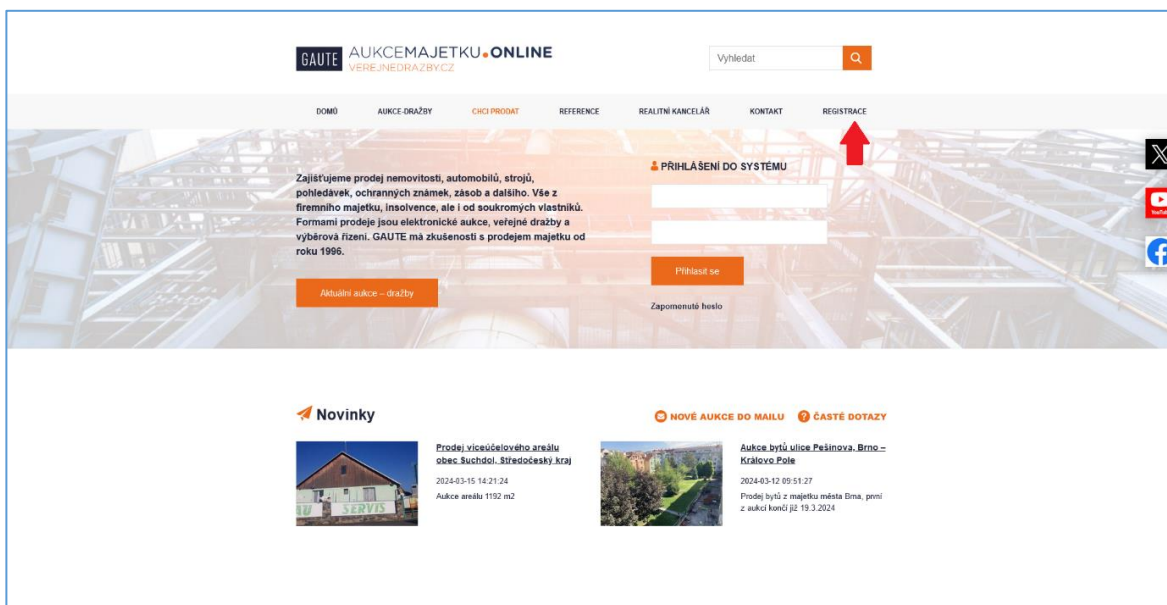 GAUTE
AUKCEMAJETKU.ONLINE
VEREJNEDRAZBY.CZ
Vyhledat
DOMŮ
AUKCE-DRAŽBY
CHCI PRODAT
REFERENCE
REALITNÍ KANCELÁŘ
KONTAKT
REGISTRACE
Zajišťujeme prodej nemovitostí, automobilů, strojů,
pohledávek, ochranných známek, zásob a dalšího. Vše z
firemního majetku, insolvence, ale i od soukromých vlastníků.
Formami prodeje jsou elektronické aukce, veřejné dražby a
výběrová řízení. GAUTE má zkušenosti s prodejem majetku od
roku 1996.
Aktuální aukce – dražby
PŘIHLÁŠENÍ DO SYSTÉMU
Přihlasit se
Zapomenuté heslo
YouTube
Novinky
NOVÉ AUKCE DO MAILU
ČASTÉ DOTAZY
AU SERVIS
Prodej víceúčelového areálu
obec Suchdol, Středočeský kraj
2024-03-15 14:21:24
Aukce areálu 1192 m2
Aukce bytů ulice Pešinova, Brno –
Královo Pole
2024-03-12 09:51:27
Prodej bytů z majetku města Brna, první
z aukcí končí již 19.3.2024